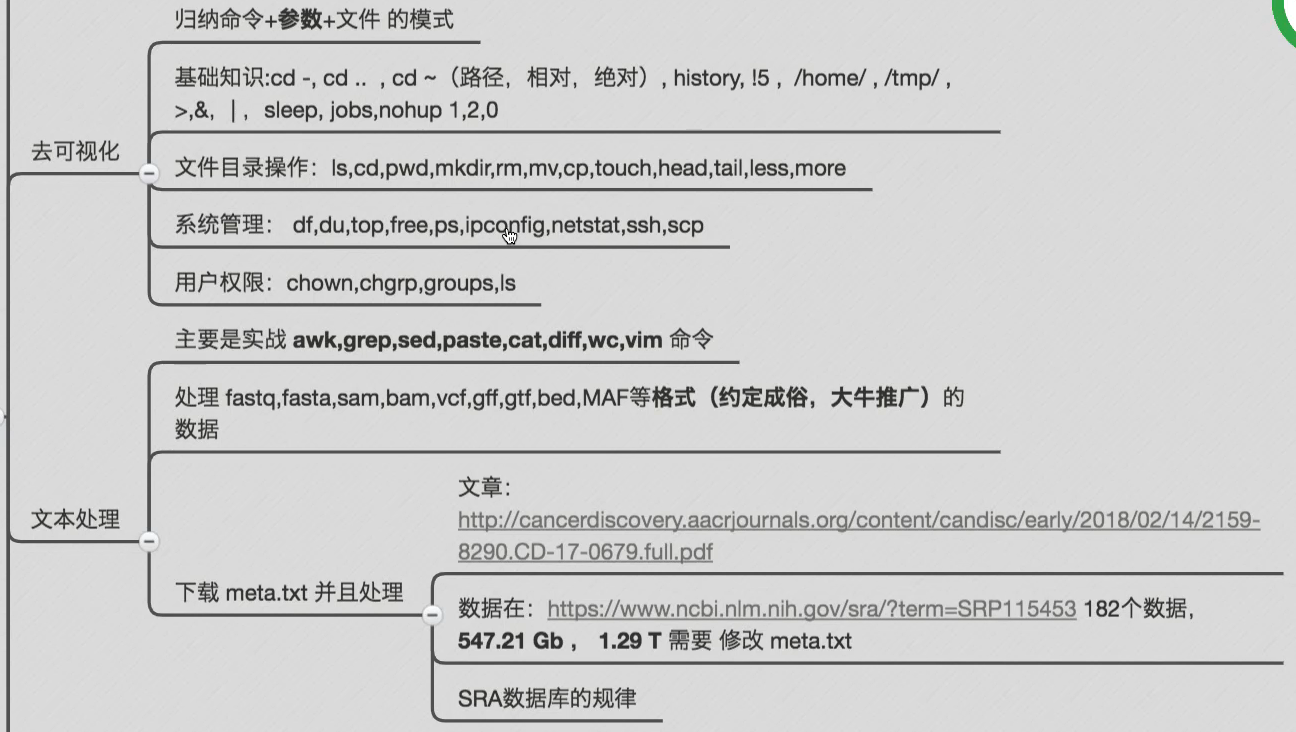 归纳命令+参数+文件 的模式
基础知识:cd -, cd .. , cd ~（路径，相对，绝对）, history, !5 , /home/ , /tmp/ ,
>,&, | , sleep, jobs,nohup 1,2,0
去可视化
文件目录操作：ls,cd,pwd,mkdir,rm,mv,cp,touch,head,tail,less,more
系统管理： df,du,top,free,ps,ipconfig,netstat,ssh,scp
用户权限：chown,chgrp,groups,ls
主要是实战 awk,grep,sed,paste,cat,diff,wc,vim 命令
处理 fastq,fasta,sam,bam,vcf,gff,gtf,bed,MAF等格式（约定成俗，大牛推广）的
数据
文本处理
文章：
http://cancerdiscovery.aacrjournals.org/content/candisc/early/2018/02/14/2159-
8290.CD-17-0679.full.pdf
下载 meta.txt 并且处理
数据在：https://www.ncbi.nlm.nih.gov/sra/?term=SRP115453 182个数据，
547.21 Gb， 1.29 T 需要 修改 meta.txt
SRA数据库的规律